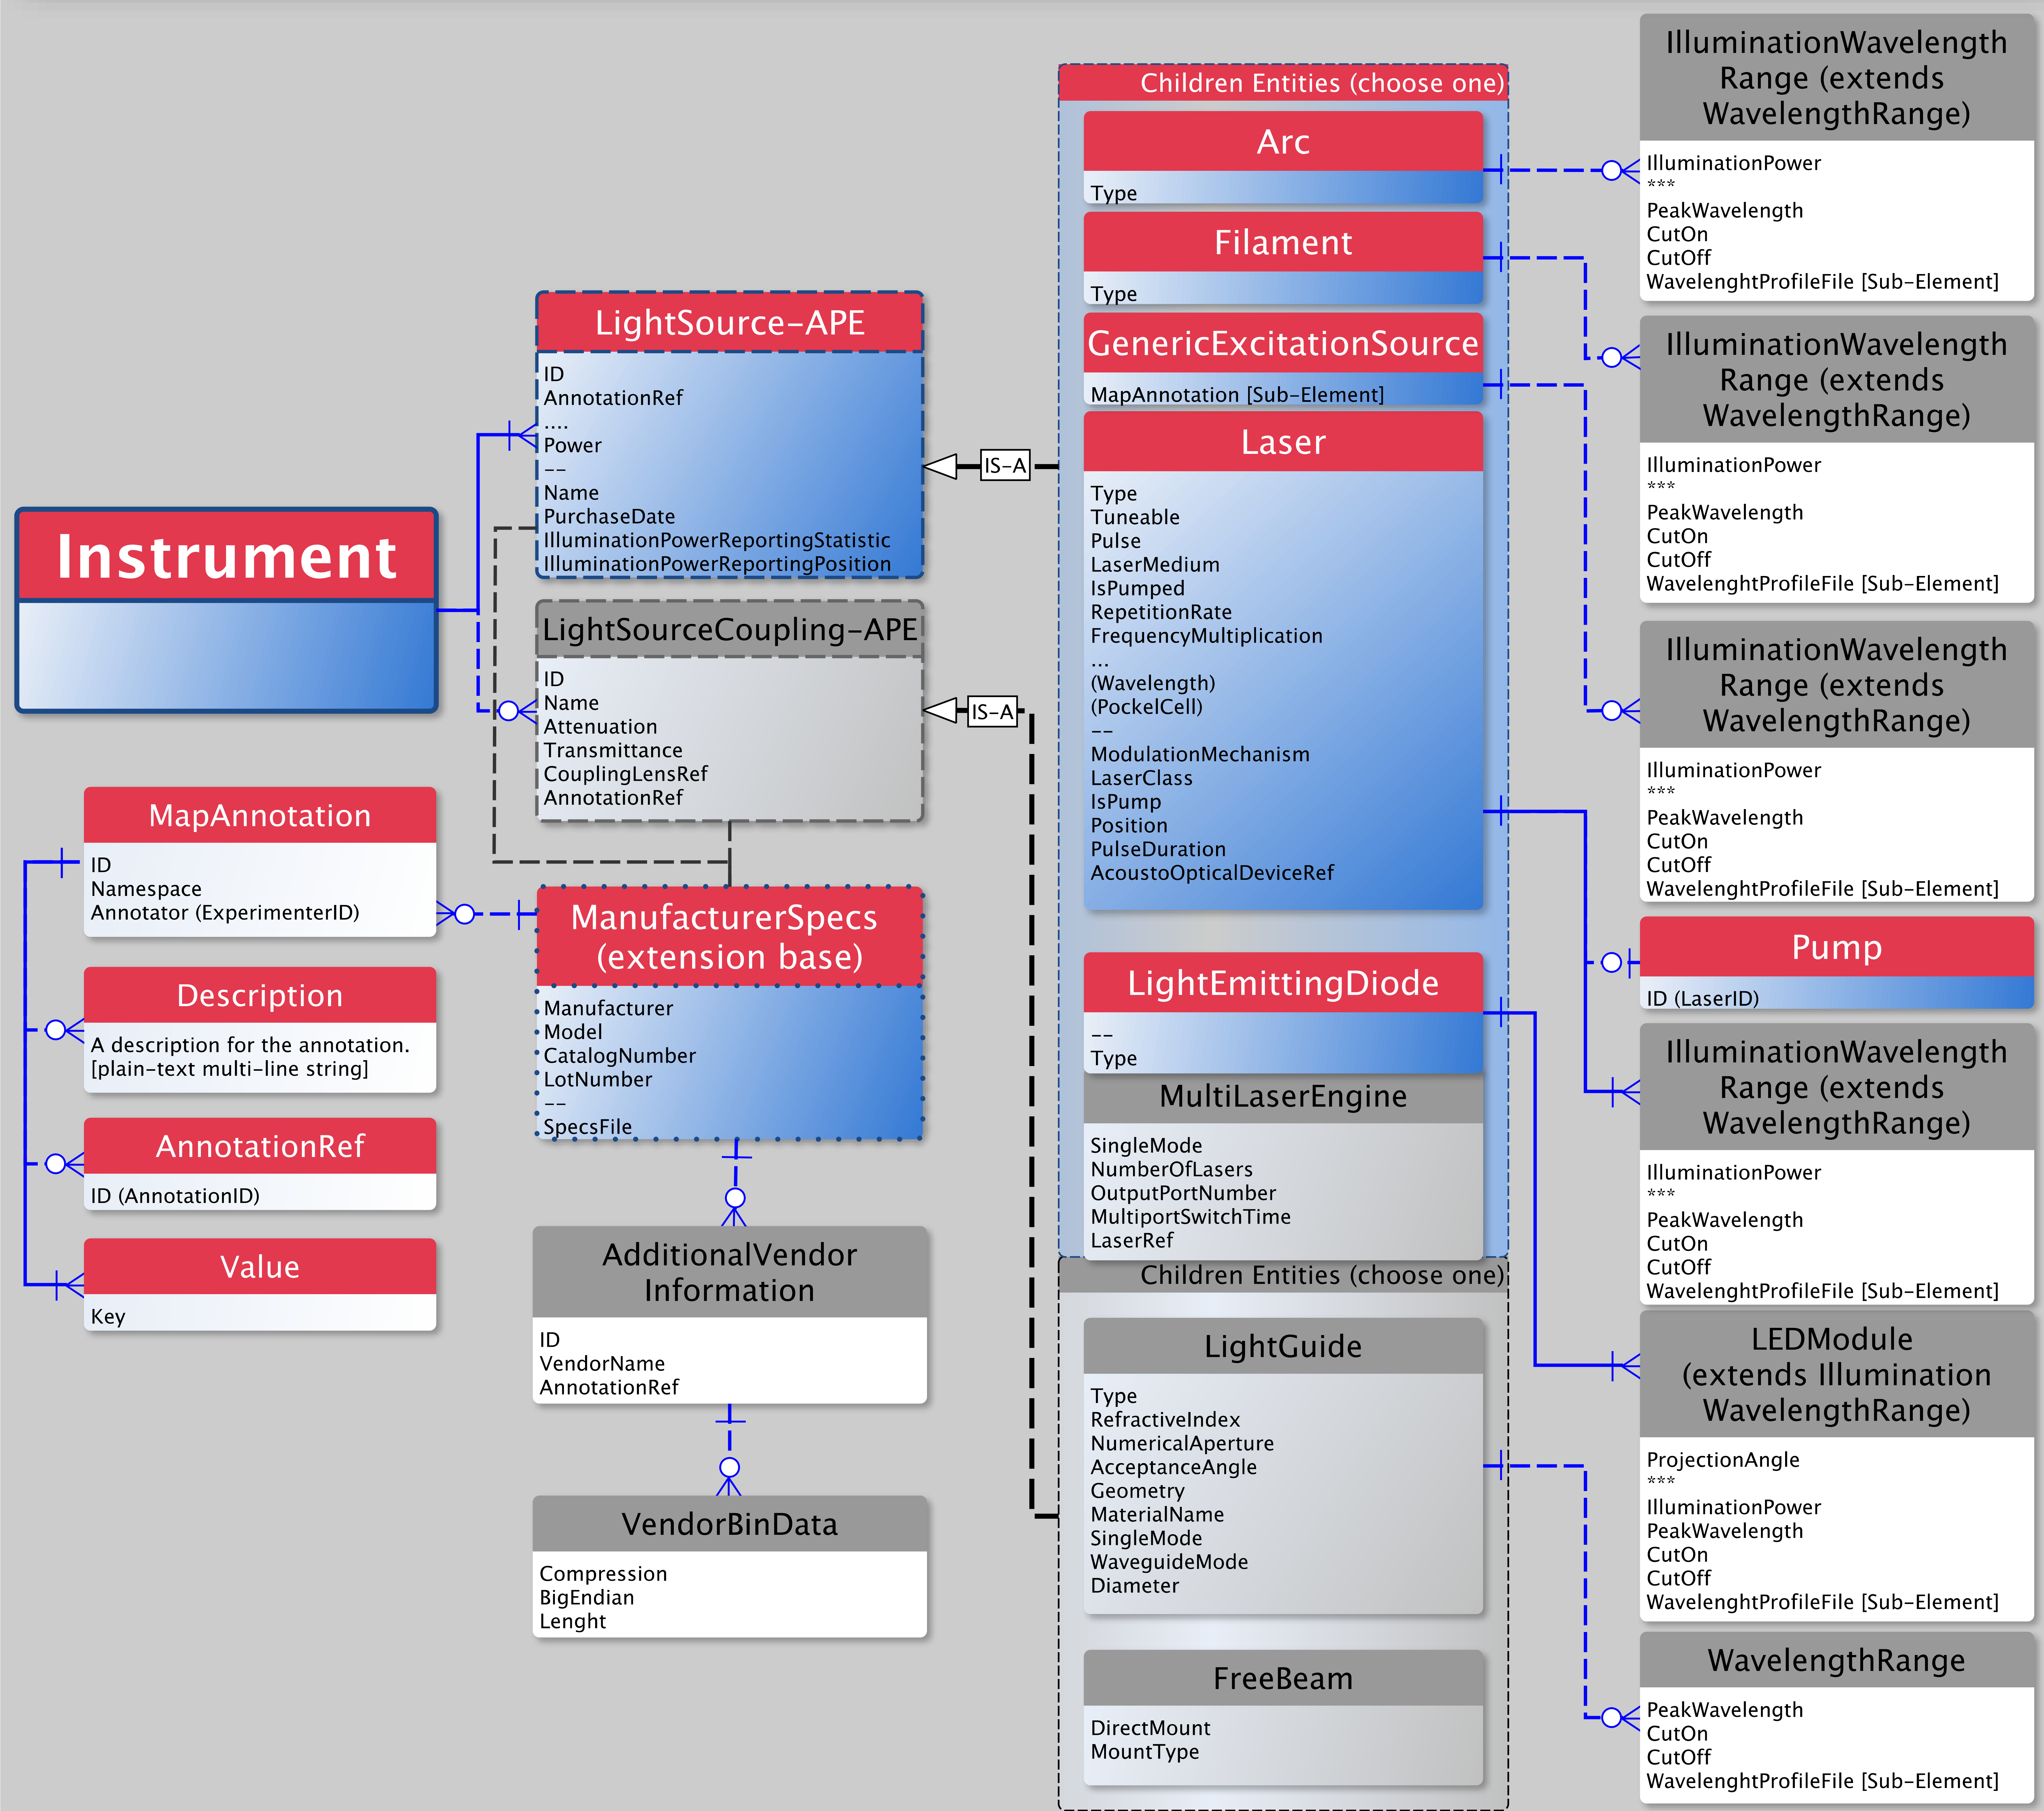 Instrument
MapAnnotation
ID
Namespace
Annotator (ExperimenterID)
Description
A description for the annotation.
[plain-text multi-line string]
AnnotationRef
ID (AnnotationID)
Value
Key
LightSource-APE
ID
AnnotationRef
....
Power
--
Name
PurchaseDate
IlluminationPowerReportingStatistic
IlluminationPowerReportingPosition
LightSourceCoupling-APE
ID
Name
Attenuation
Transmittance
CouplingLensRef
AnnotationRef
ManufacturerSpecs
(extension base)
Manufacturer
Model
CatalogNumber
LotNumber
--
SpecsFile
AdditionalVendor
Information
ID
VendorName
AnnotationRef
VendorBinData
Compression
BigEndian
Lenght
IS-A
IS-A
Children Entities (choose one)
Arc
Type
Filament
Type
GenericExcitationSource
MapAnnotation [Sub-Element]
Laser
Type
Tuneable
Pulse
LaserMedium
IsPumped
RepetitionRate
FrequencyMultiplication
...
(Wavelength)
(PockelCell)
--
ModulationMechanism
LaserClass
IsPump
Position
PulseDuration
AcoustoOpticalDeviceRef
LightEmittingDiode
--
Type
MultiLaserEngine
SingleMode
NumberOfLasers
OutputPortNumber
MultiportSwitchTime
LaserRef
Children Entities (choose one)
LightGuide
Type
RefractiveIndex
NumericalAperture
AcceptanceAngle
Geometry
MaterialName
SingleMode
WaveguideMode
Diameter
FreeBeam
DirectMount
MountType
IlluminationWavelength
Range (extends
WavelengthRange)
IlluminationPower
***
PeakWavelength
CutOn
CutOff
WavelenghtProfileFile [Sub-Element]
IlluminationWavelength
Range (extends
WavelengthRange)
IlluminationPower
***
PeakWavelength
CutOn
CutOff
WavelenghtProfileFile [Sub-Element]
IlluminationWavelength
Range (extends
WavelengthRange)
IlluminationPower
***
PeakWavelength
CutOn
CutOff
WavelenghtProfileFile [Sub-Element]
Pump
ID (LaserID)
IlluminationWavelength
Range (extends
WavelengthRange)
IlluminationPower
***
PeakWavelength
CutOn
CutOff
WavelenghtProfileFile [Sub-Element]
LEDModule
(extends Illumination
WavelengthRange)
ProjectionAngle
***
IlluminationPower
PeakWavelength
CutOn
CutOff
WavelenghtProfileFile [Sub-Element]
WavelengthRange
PeakWavelength
CutOn
CutOff
WavelenghtProfileFile [Sub-Element]